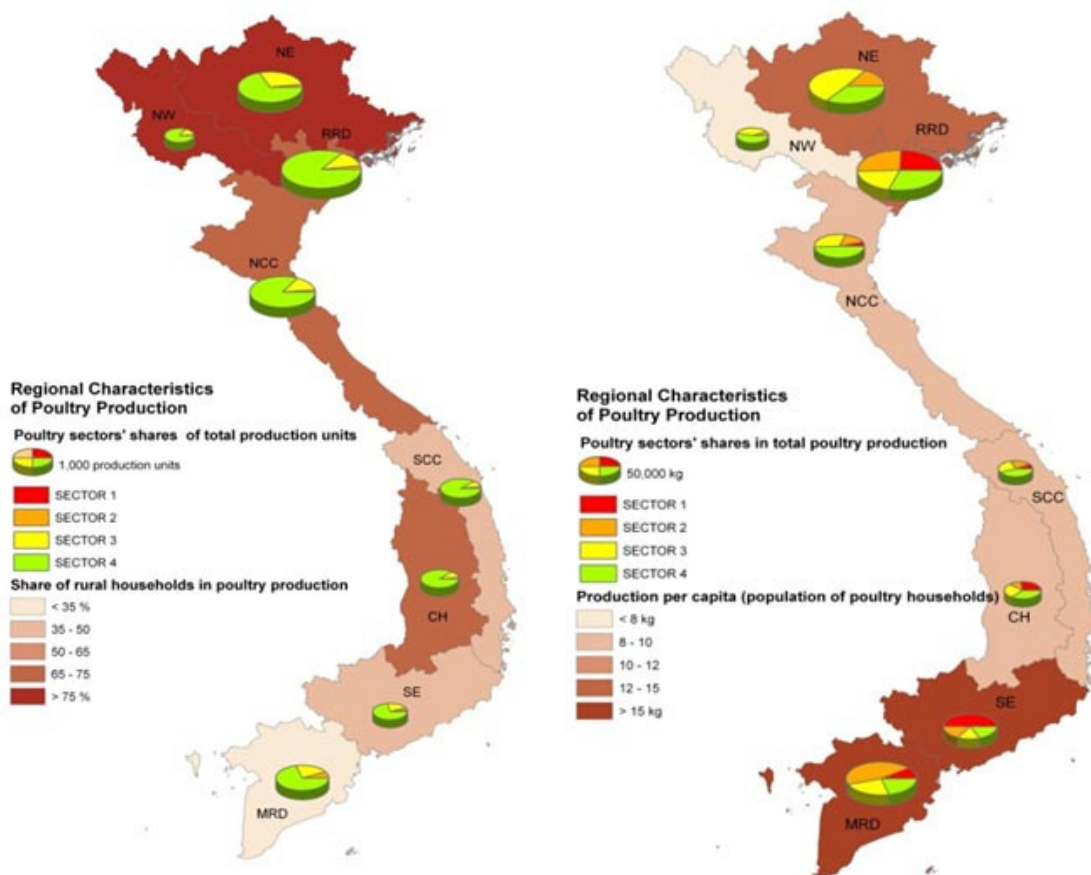 NE
NW
RRD
NCC
Regional Characteristics
of Poultry Production
Poultry sectors' shares of total production units
1,000 production units
SECTOR 1
SECTOR 2
SECTOR 3
SECTOR 4
Share of rural households in poultry production
< 35 %
35 - 50
50 - 65
65 - 75
> 75 %
SCC
CH
SE
MRD
NE
RRD
NW
NCC
Regional Characteristics
of Poultry Production
Poultry sectors' shares in total poultry production
50,000 kg
SECTOR 1
SECTOR 2
SECTOR 3
SECTOR 4
Production per capita (population of poultry households)
< 8 kg
8 - 10
10 - 12
12 - 15
> 15 kg
SCC
CH
SE
MRD